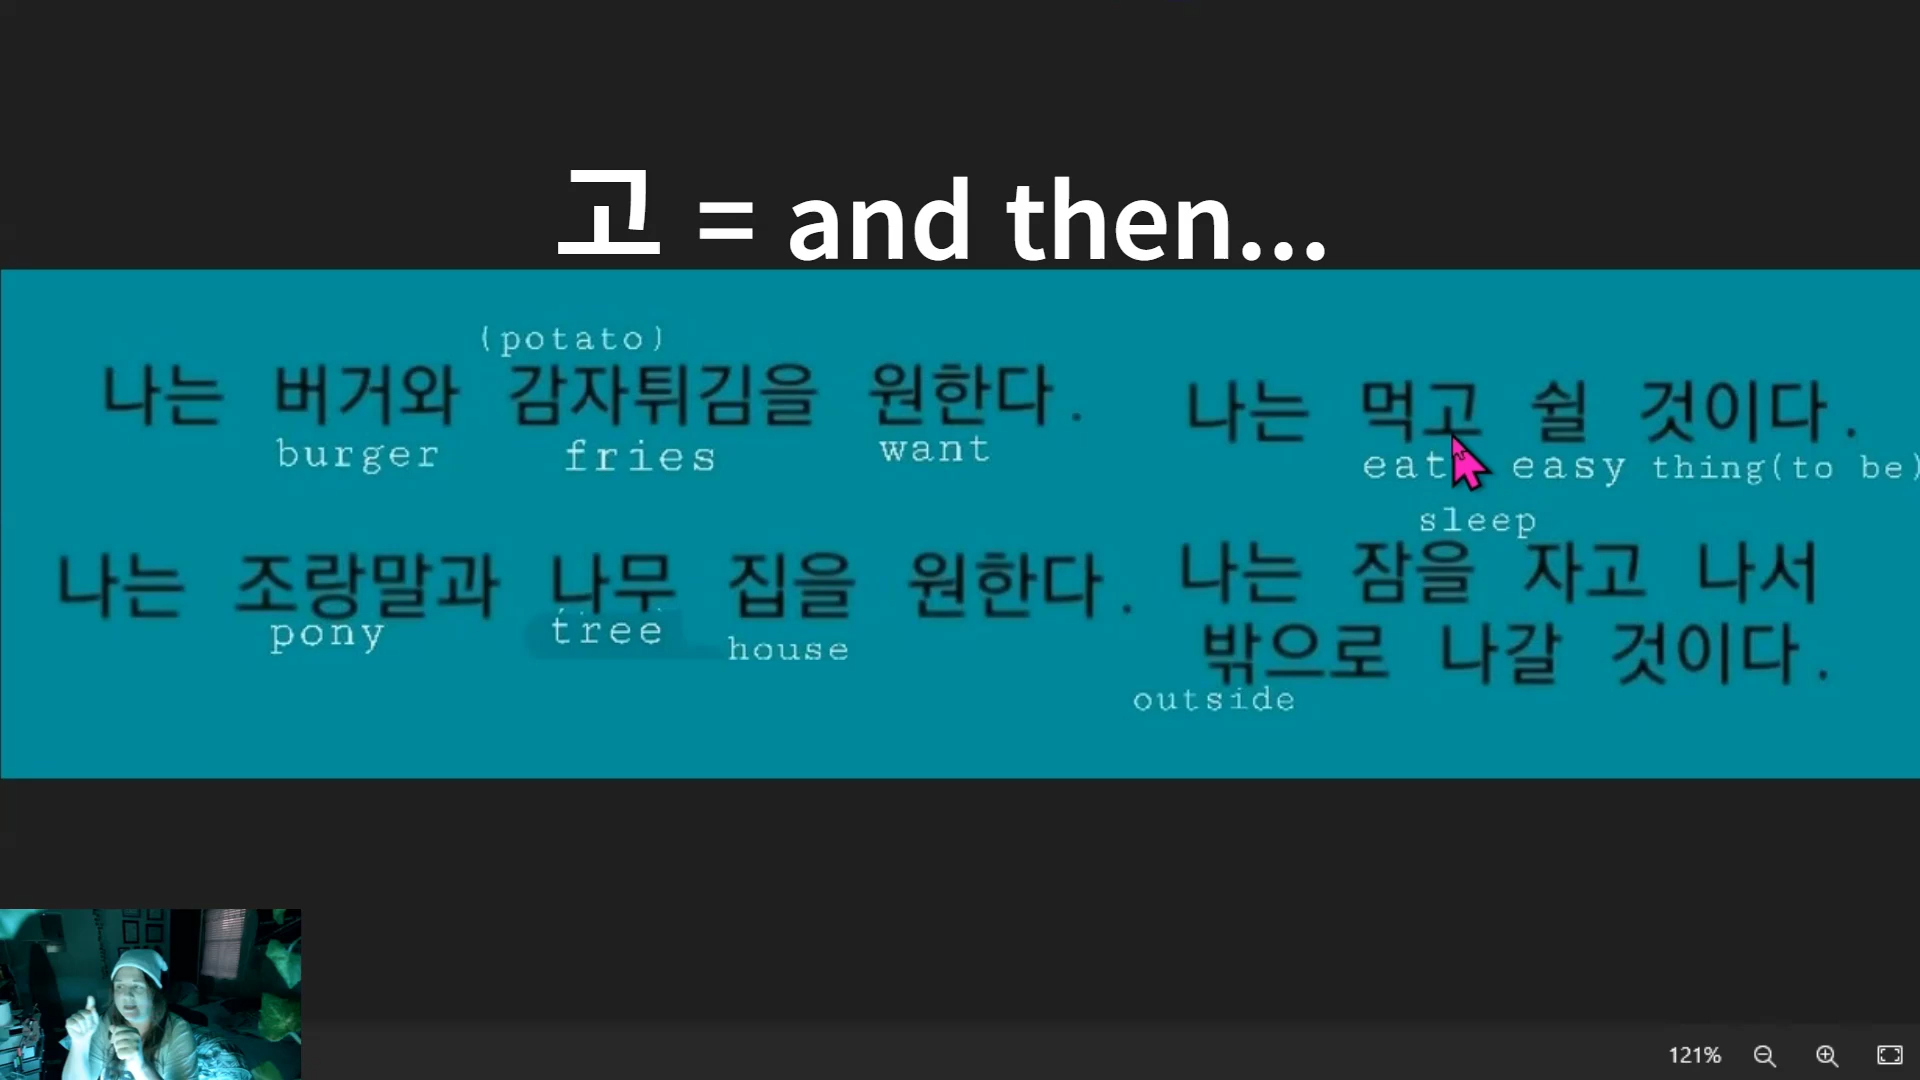 고 = and then...
(potato)
나는 버거와 감자튀김을 원한다.
burger fries want
나는 조랑말과 나무 집을 원한다.
pony tree house
나는 먹고 쉴 것이다.
eat easy thing(to be)
sleep
나는 잠을 자고 나서
밖으로 나갈 것이다.
outside
121%